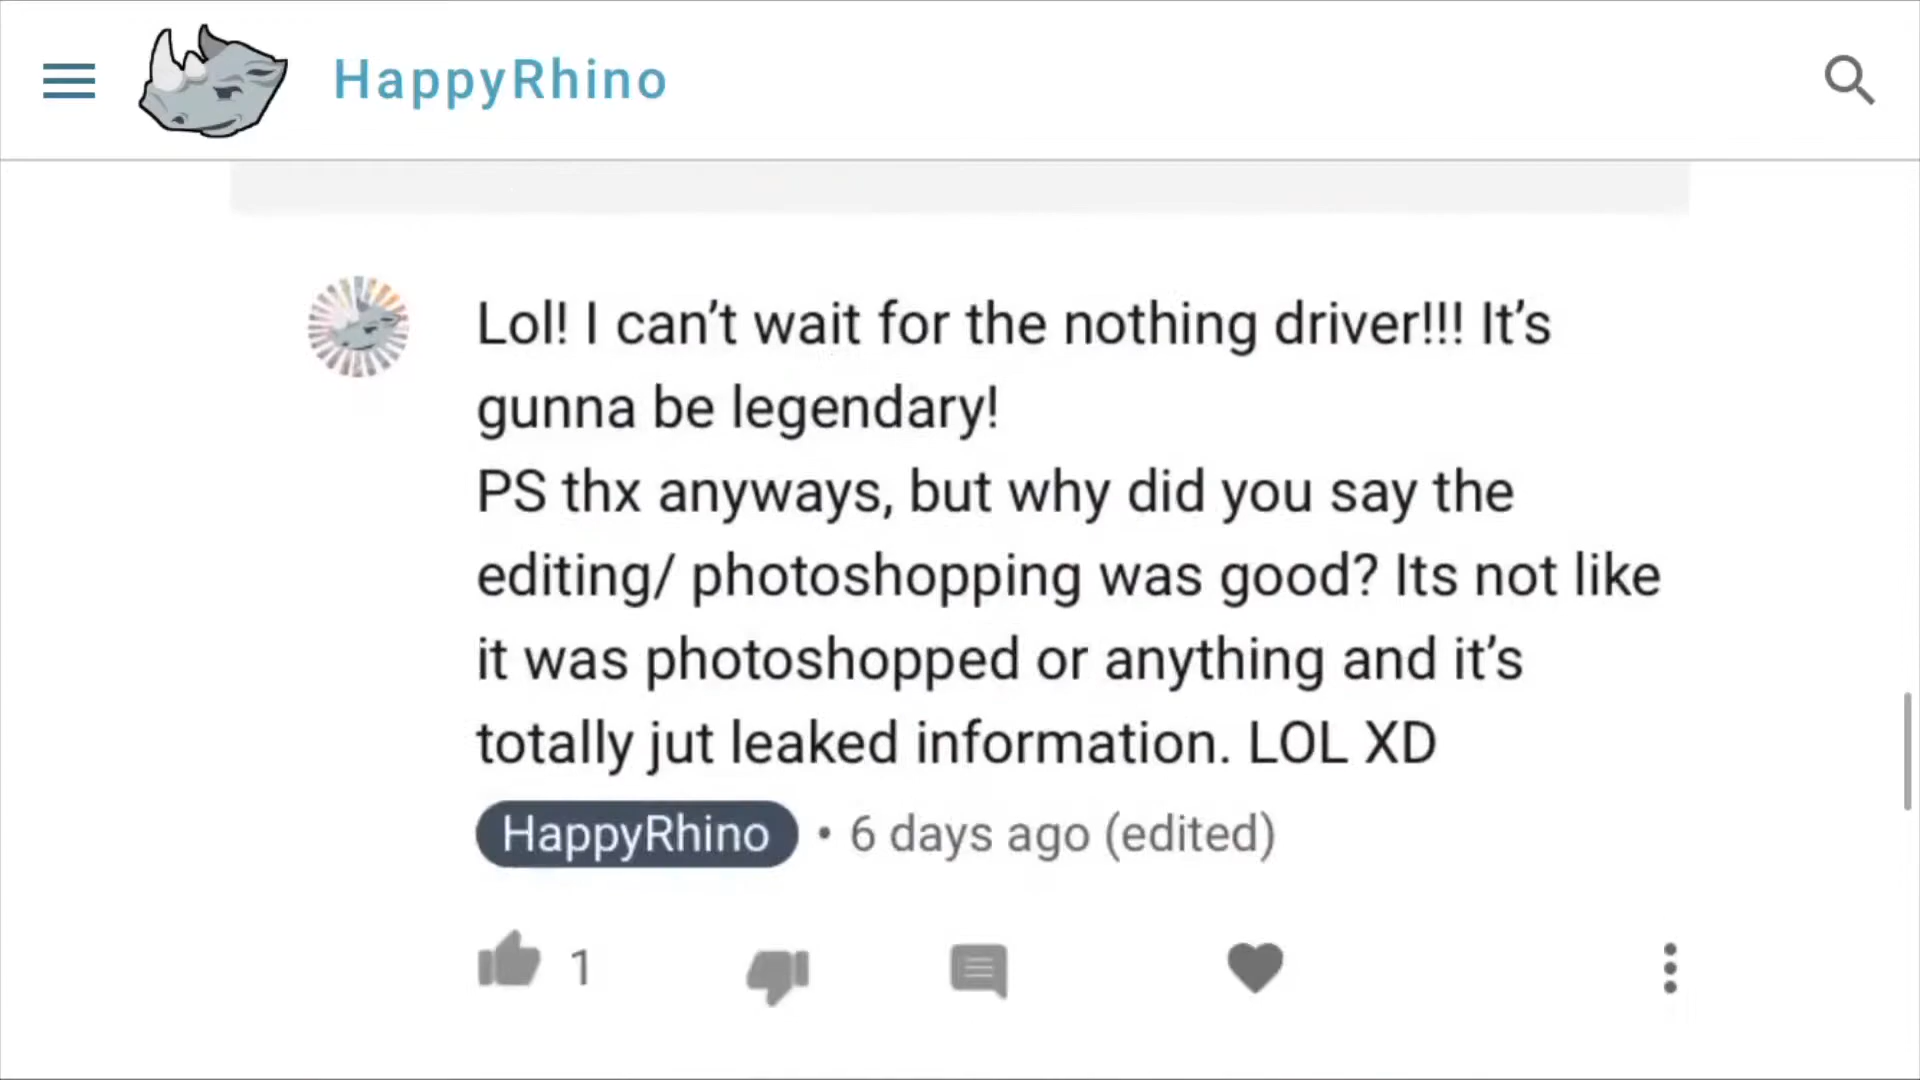 HappyRhino
Lol! I can’t wait for the nothing driver!!! It’s
gunna be legendary!
PS thx anyways, but why did you say the
editing/ photoshopping was good? Its not like
it was photoshopped or anything and it’s
totally jut leaked information. LOL XD
HappyRhino • 6 days ago (edited)
1